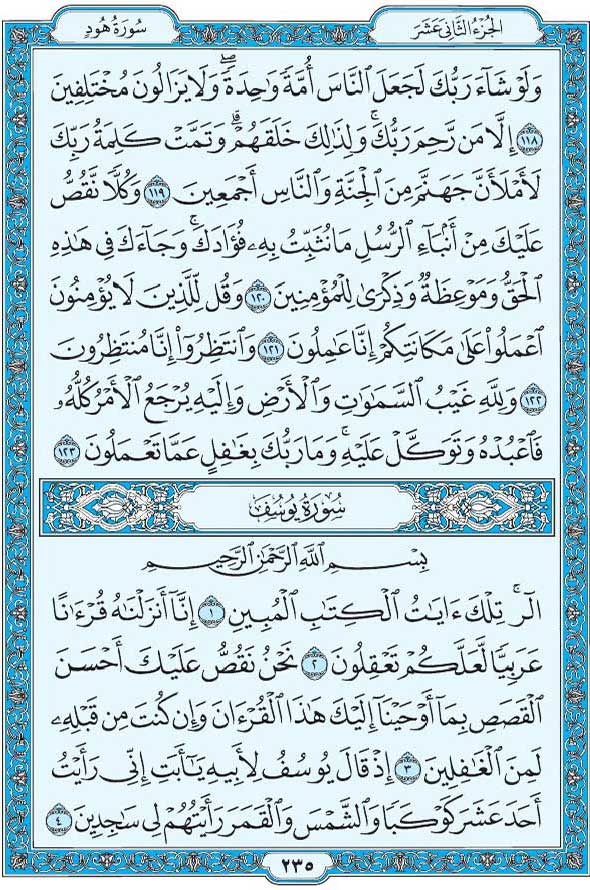 الجُزْءُ الثَّانِي عَشَرَ
سُورَةُ هُودٍ
وَلَوْ شَآءَ رَبُّكَ لَجَعَلَ ٱلنَّاسَ أُمَّةً وَٰحِدَةً ۖ وَلَا يَزَالُونَ مُخْتَلِفِينَ
١١٨ إِلَّا مَن رَّحِمَ رَبُّكَ ۚ وَلِذَٰلِكَ خَلَقَهُمْ ۗ وَتَمَّتْ كَلِمَةُ رَبِّكَ
لَأَمْلَأَنَّ جَهَنَّمَ مِنَ ٱلْجِنَّةِ وَٱلنَّاسِ أَجْمَعِينَ ١١٩ وَكُلًّا نَّقُصُّ
عَلَيْكَ مِنْ أَنۢبَآءِ ٱلرُّسُلِ مَا نُثَبِّتُ بِهِۦ فُؤَادَكَ ۚ وَجَآءَكَ فِى هَٰذِهِ
ٱلْحَقُّ وَمَوْعِظَةٌ وَذِكْرَىٰ لِلْمُؤْمِنِينَ ١٢٠ وَقُل لِّلَّذِينَ لَا يُؤْمِنُونَ
ٱعْمَلُوا۟ عَلَىٰ مَكَانَتِكُمْ إِنَّا عَٰمِلُونَ ١٢١ وَٱنتَظِرُوٓا۟ إِنَّا مُنتَظِرُونَ
١٢٢ وَلِلَّهِ غَيْبُ ٱلسَّمَٰوَٰتِ وَٱلْأَرْضِ وَإِلَيْهِ يُرْجَعُ ٱلْأَمْرُ كُلُّهُۥ
فَٱعْبُدْهُ وَتَوَكَّلْ عَلَيْهِ ۚ وَمَا رَبُّكَ بِغَٰفِلٍ عَمَّا تَعْمَلُونَ ١٢٣
سُورَةُ يُوسُفَ
بِسْمِ ٱللَّهِ ٱلرَّحْمَٰنِ ٱلرَّحِيمِ
الٓر ۚ تِلْكَ ءَايَٰتُ ٱلْكِتَٰبِ ٱلْمُبِينِ ١ إِنَّآ أَنزَلْنَٰهُ قُرْءَٰنًا
عَرَبِيًّا لَّعَلَّكُمْ تَعْقِلُونَ ٢ نَحْنُ نَقُصُّ عَلَيْكَ أَحْسَنَ
ٱلْقَصَصِ بِمَآ أَوْحَيْنَآ إِلَيْكَ هَٰذَا ٱلْقُرْءَانَ وَإِن كُنتَ مِن قَبْلِهِۦ
لَمِنَ ٱلْغَٰفِلِينَ ٣ إِذْ قَالَ يُوسُفُ لِأَبِيهِ يَٰٓأَبَتِ إِنِّى رَأَيْتُ
أَحَدَ عَشَرَ كَوْكَبًا وَٱلشَّمْسَ وَٱلْقَمَرَ رَأَيْتُهُمْ لِى سَٰجِدِينَ ٤
٢٣٥